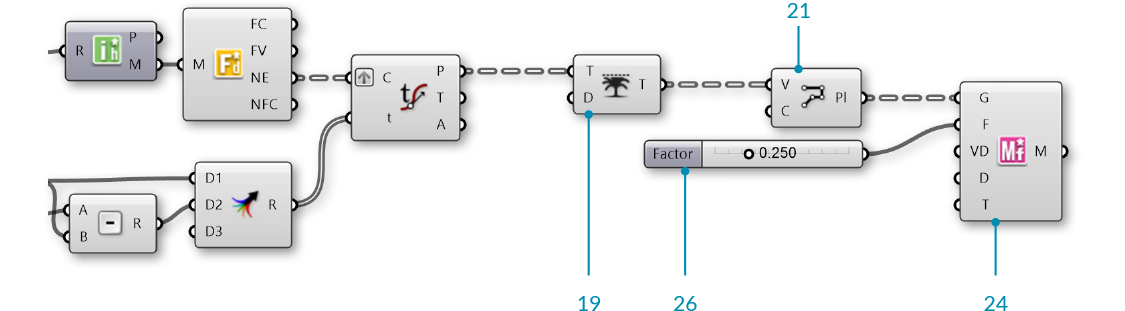 21
R
P
M
M
FC
FV
NE
NFC
C
t
P
T
A
T
D
T
V
C
Pl
G
F
VD
D
T
M
Factor
0.250
A
B
R
D1
D2
D3
R
19
26
24